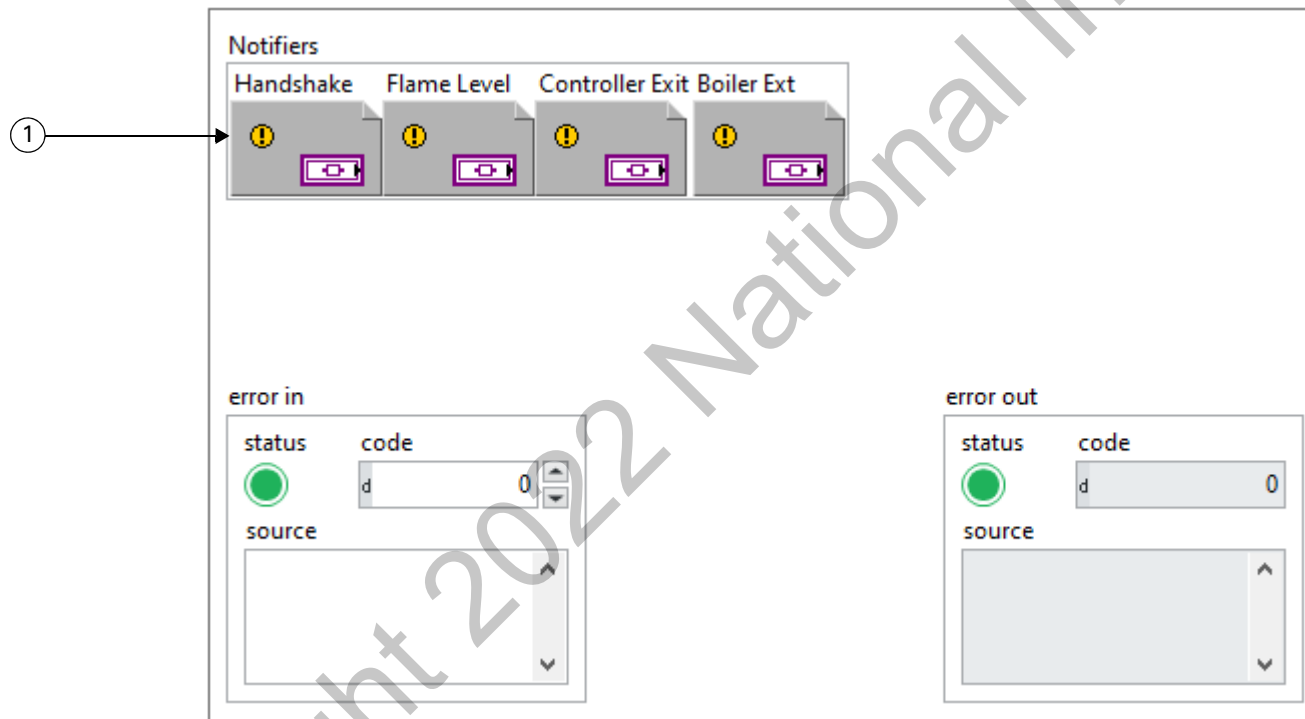 Notifiers
Handshake Flame Level Controller Exit Boiler Ext
1
error in
status code
d 0
source
error out
status code
d 0
source
ght 2022 National In